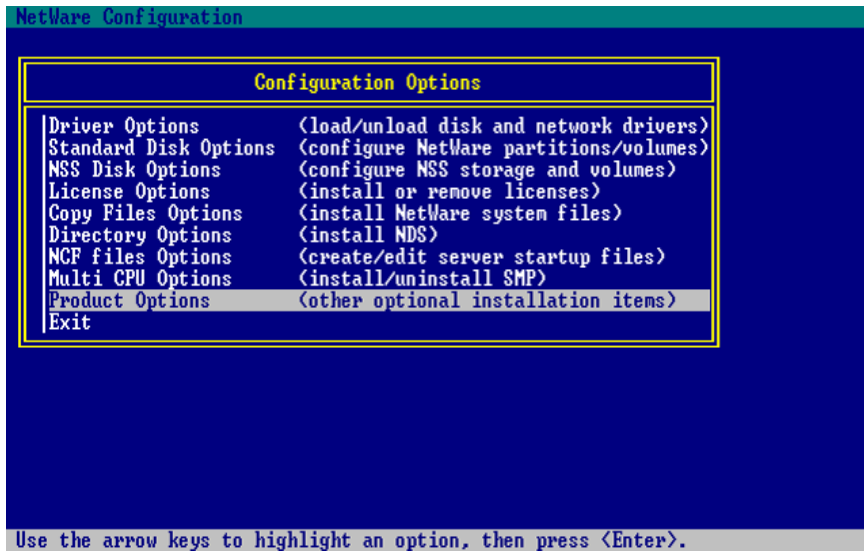 NetWare Configuration
Configuration Options
Driver Options (load/unload disk and network drivers)
Standard Disk Options (configure NetWare partitions/volumes)
NSS Disk Options (configure NSS storage and volumes)
License Options (install or remove licenses)
Copy Files Options (install NetWare system files)
Directory Options (install NDS)
NCF files Options (create/edit server startup files)
Multi CPU Options (install/uninstall SMP)
Product Options (other optional installation items)
Exit
Use the arrow keys to highlight an option, then press <Enter>.